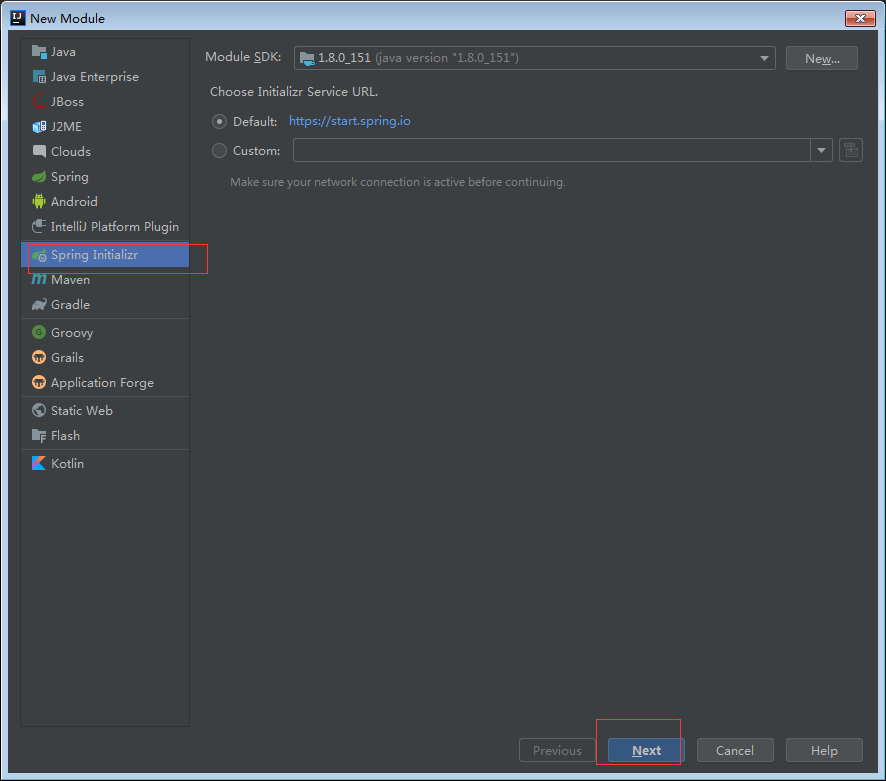 New Module
Java
Java Enterprise
JBoss
J2ME
Clouds
Spring
Android
IntelliJ Platform Plugin
Spring Initializr
Maven
Gradle
Groovy
Grails
Application Forge
Static Web
Flash
Kotlin
Module SDK: 1.8.0_151 (java version "1.8.0_151") New...
Choose Initializr Service URL.
Default: https://start.spring.io
Custom:
Make sure your network connection is active before continuing.
Previous Next Cancel Help